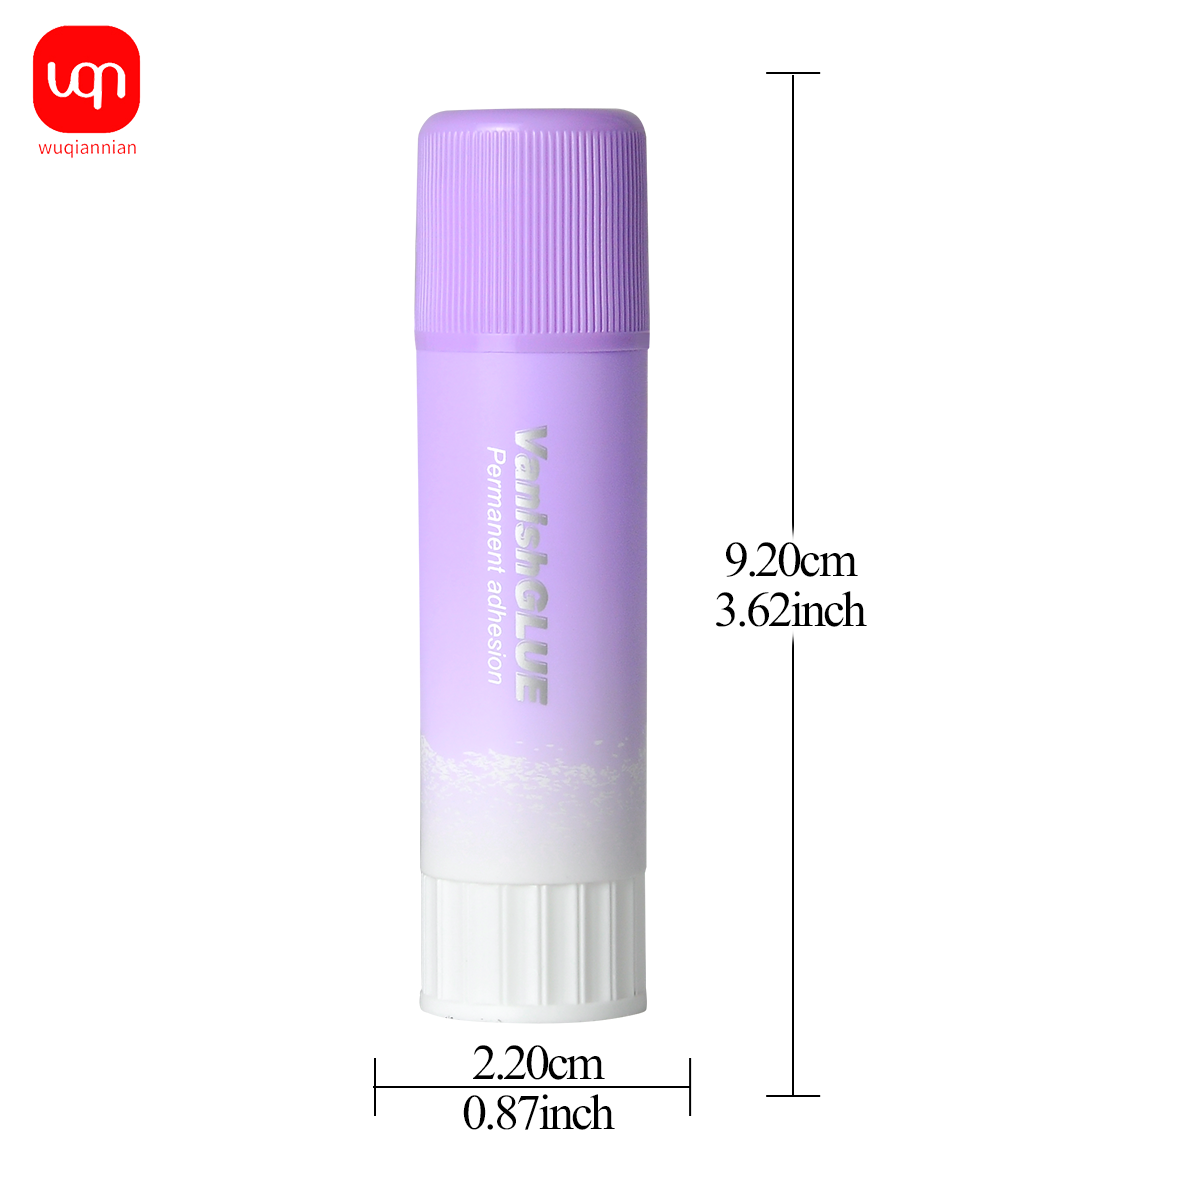 uqn
wuqiannian
VanishGLUE
Permanent adhesion
9.20cm
3.62inch
2.20cm
0.87inch